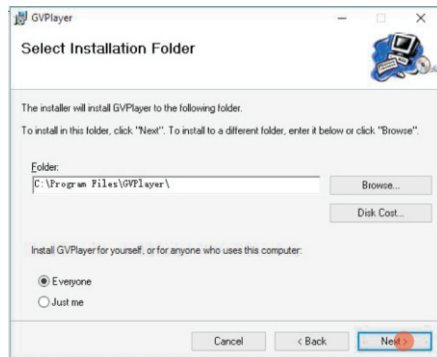 GVPlayer
Select Installation Folder
The installer will install GVPlayer to the following folder.
To install in this folder, click "Next". To install to a different folder, enter it below or click "Browse".
Folder:
C:\Program Files\GVPlayer\
Browse...
Disk Cost...
Install GVPlayer for yourself, or for anyone who uses this computer:
Everyone
Just me
Cancel
< Back
Next >